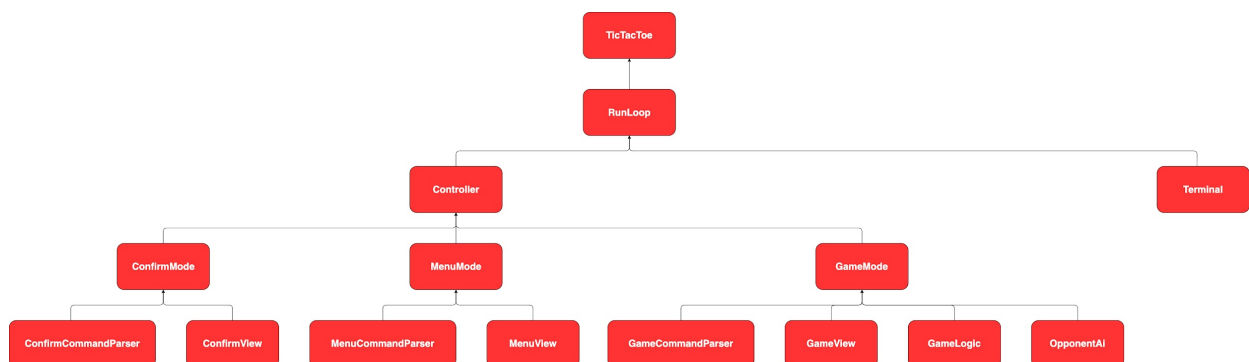 TicTacToe
RunLoop
Controller
Terminal
ConfirmMode
MenuMode
GameMode
ConfirmCommandParser
ConfirmView
MenuCommandParser
MenuView
GameCommandParser
GameView
GameLogic
OpponentAi